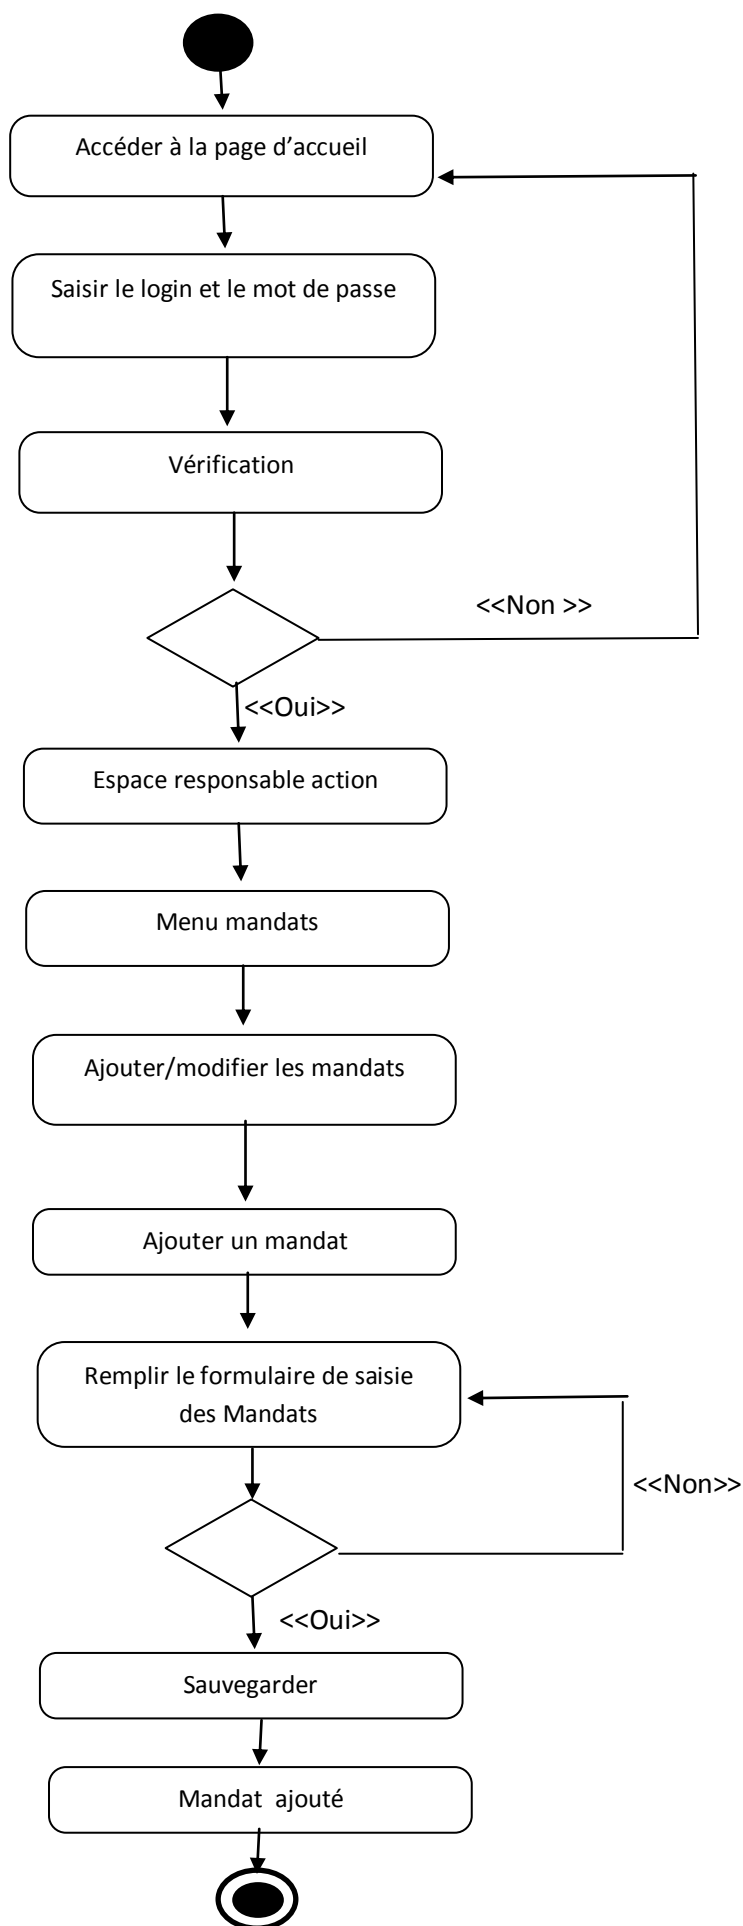 Accéder à la page d’accueil
Saisir le login et le mot de passe
Vérification
<<Non >>
<<Oui>>
Espace responsable action
Menu mandats
Ajouter/modifier les mandats
Ajouter un mandat
Remplir le formulaire de saisie
des Mandats
<<Non>>
<<Oui>>
Sauvegarder
Mandat  ajouté